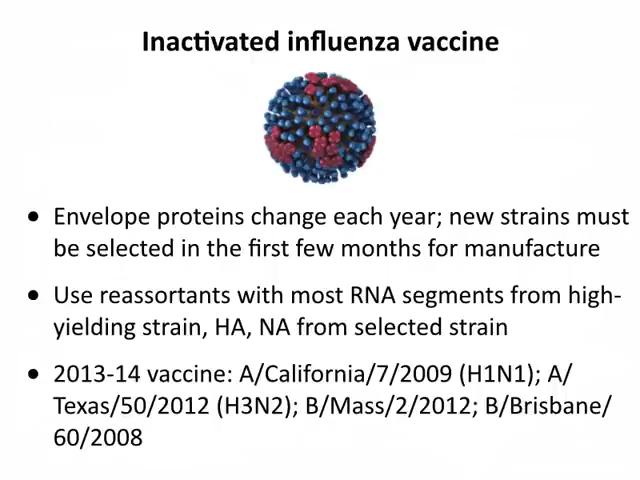 Inactivated influenza vaccine
● Envelope proteins change each year; new strains must
be selected in the first few months for manufacture
● Use reassortants with most RNA segments from high-
yielding strain, HA, NA from selected strain
● 2013-14 vaccine: A/California/7/2009 (H1N1); A/
Texas/50/2012 (H3N2); B/Mass/2/2012; B/Brisbane/
60/2008